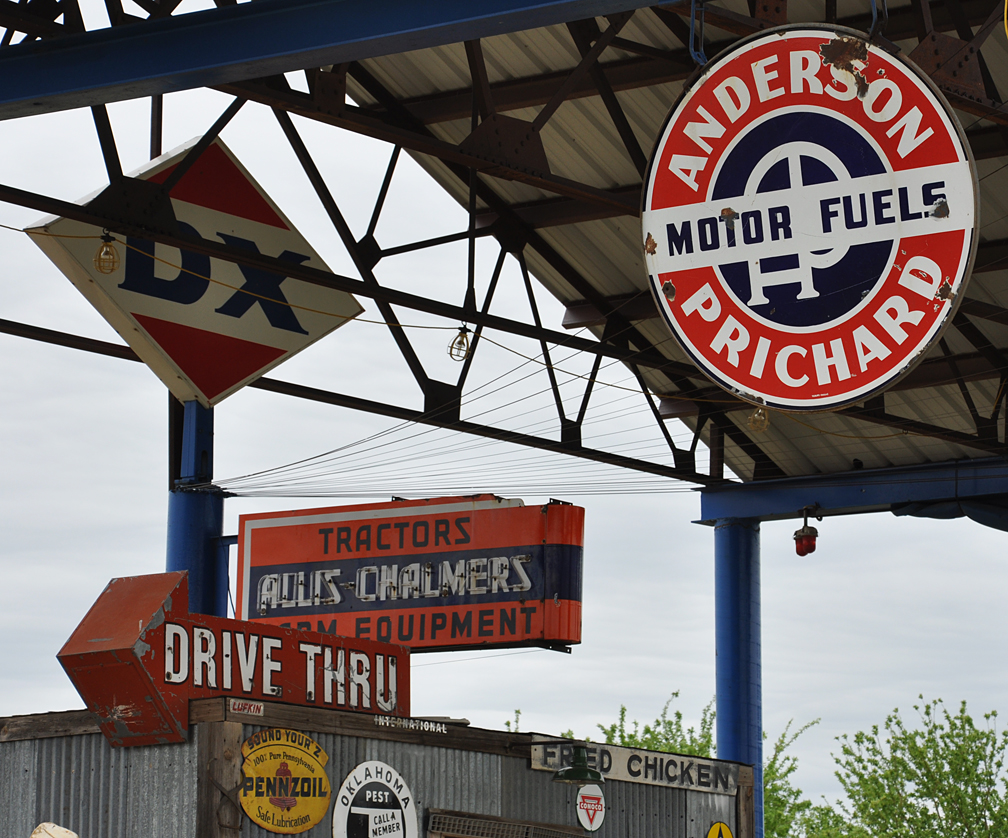 ANDERSON
MOTOR FUELS
PRICHARD
DX
TRACTORS
ALLIS-CHALMERS
FARM EQUIPMENT
DRIVE THRU
LUFKIN
INTERNATIONAL
FRIED CHICKEN
SOUND YOUR Z
100% Pure Pennsylvania
PENNZOIL
Safe Lubrication
OKLAHOMA
PEST
CALL A
MEMBER
CONOCO